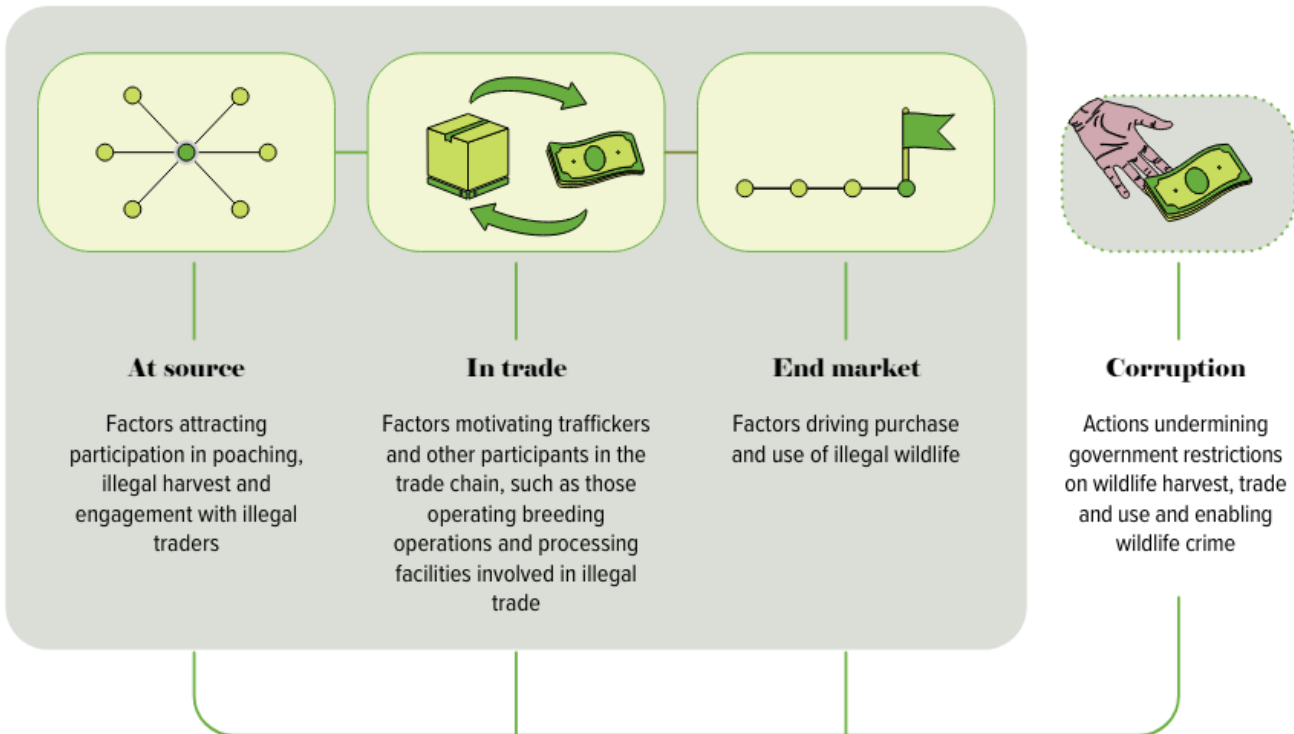 At source
Factors attracting
participation in poaching,
illegal harvest and
engagement with illegal
traders
In trade
Factors motivating traffickers
and other participants in the
trade chain, such as those
operating breeding
operations and processing
facilities involved in illegal
trade
End market
Factors driving purchase
and use of illegal wildlife
Corruption
Actions undermining
government restrictions
on wildlife harvest, trade
and use and enabling
wildlife crime